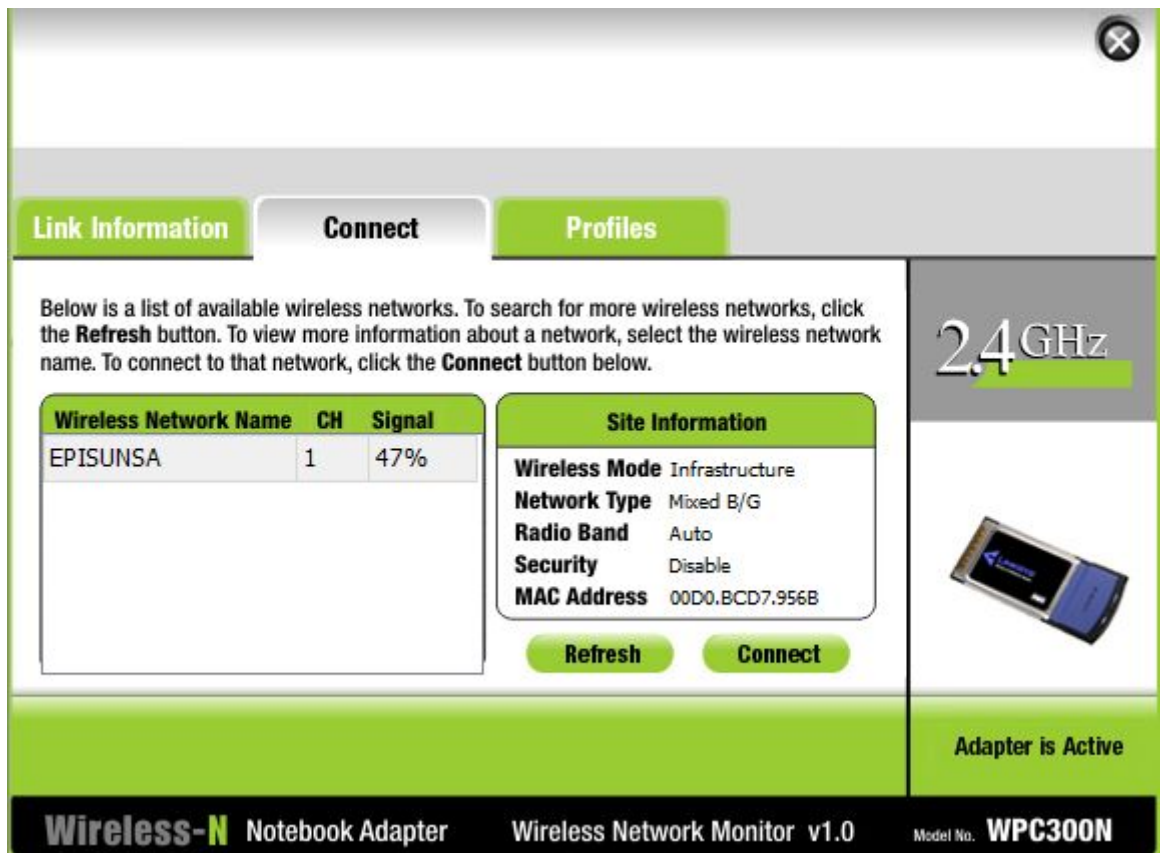 Link Information
Connect
Profiles
Below is a list of available wireless networks. To search for more wireless networks, click
the Refresh button. To view more information about a network, select the wireless network
name. To connect to that network, click the Connect button below.
2.4GHz
Wireless Network Name CH Signal
EPISUNSA 1 47%
Site Information
Wireless Mode Infrastructure
Network Type Mixed B/G
Radio Band Auto
Security Disable
MAC Address 00D0.BCD7.956B
Refresh
Connect
LINKSYS
Adapter is Active
Wireless-N Notebook Adapter Wireless Network Monitor v1.0 Model No. WPC300N